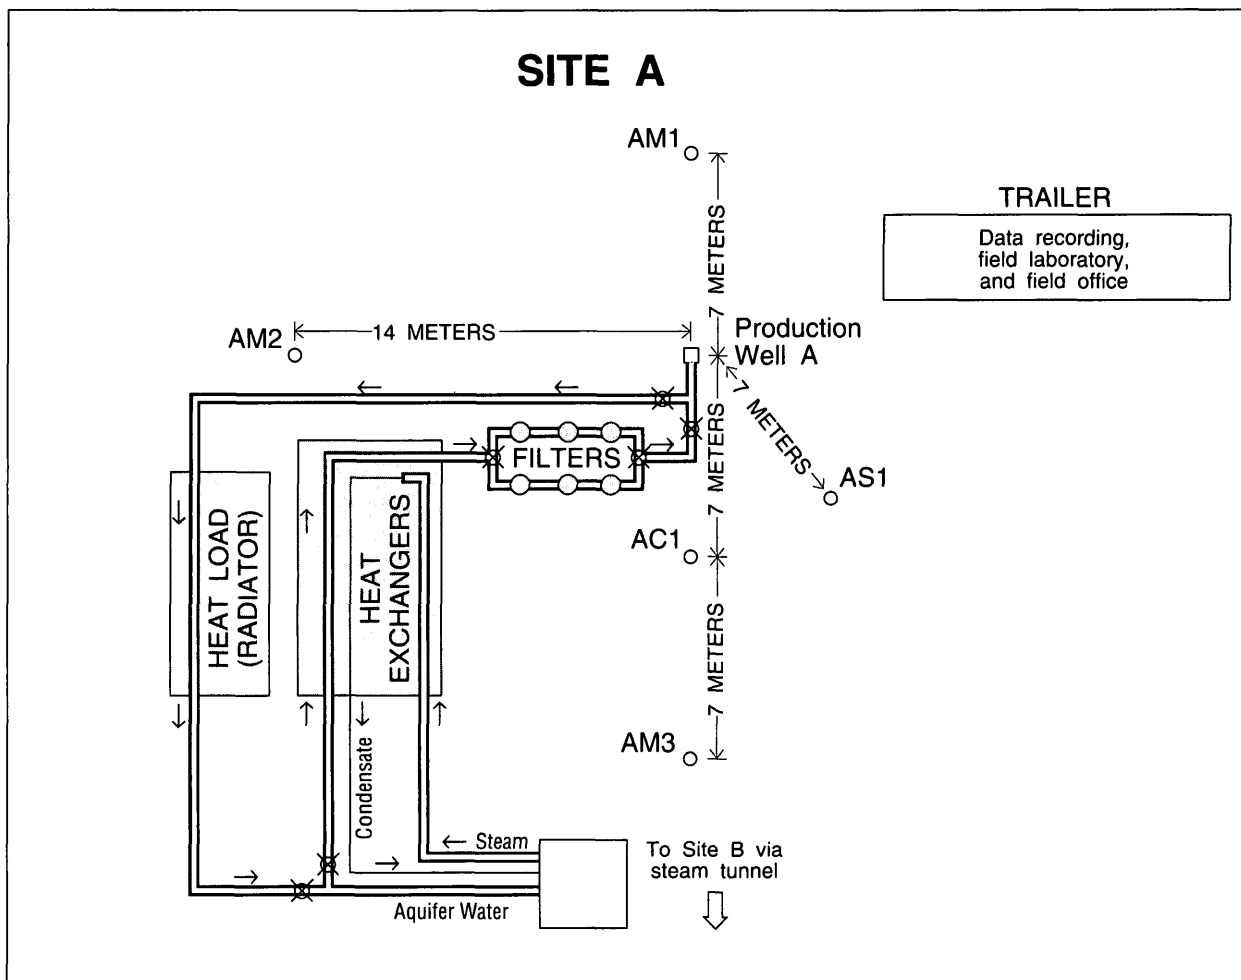 SITE A
AM1
TRAILER
Data recording,
field laboratory,
and field office
7 METERS
14 METERS
AM2
Production
Well A
7 METERS
7 METERS
FILTERS
AS1
AC1
HEAT LOAD
(RADIATOR)
HEAT
EXCHANGERS
7 METERS
AM3
Condensate
Steam
To Site B via
steam tunnel
Aquifer Water